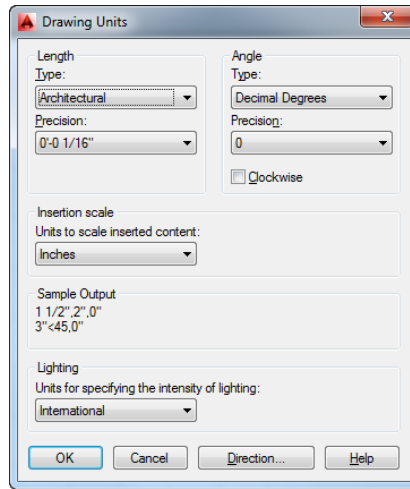 Drawing Units
Length
Type:
Architectural
Precision:
0'-0 1/16"
Angle
Type:
Decimal Degrees
Precision:
0
Clockwise
Insertion scale
Units to scale inserted content:
Inches
Sample Output
1 1/2",2",0"
3"<45,0"
Lighting
Units for specifying the intensity of lighting:
International
OK Cancel Direction... Help